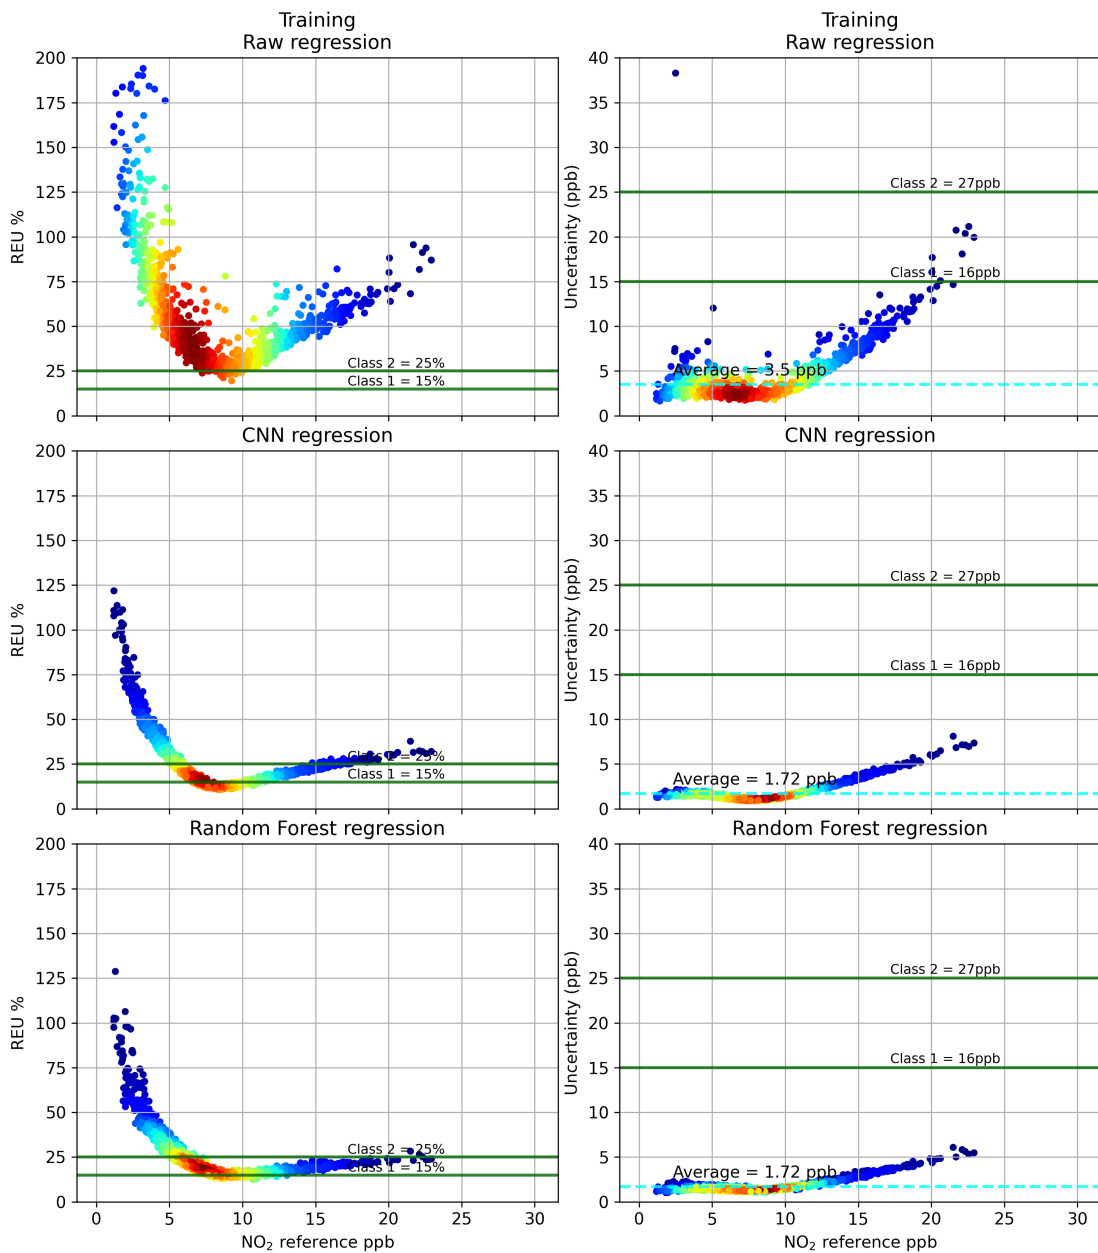 Training
Raw regression
Training
Raw regression
REU %
200
175
150
125
100
75
50
25
0
Class 2 = 25%
Class 1 = 15%
Uncertainty (ppb)
40
35
30
25
20
15
10
5
0
Class 2 = 27ppb
Class 1 = 16ppb
Average = 3.5 ppb
CNN regression
CNN regression
REU %
200
175
150
125
100
75
50
25
0
Class 2 = 25%
Class 1 = 15%
Uncertainty (ppb)
40
35
30
25
20
15
10
5
0
Class 2 = 27ppb
Class 1 = 16ppb
Average = 1.72 ppb
Random Forest regression
Random Forest regression
REU %
200
175
150
125
100
75
50
25
0
Class 2 = 25%
Class 1 = 15%
0 5 10 15 20 25 30
NO₂ reference ppb
Uncertainty (ppb)
40
35
30
25
20
15
10
5
0
Class 2 = 27ppb
Class 1 = 16ppb
Average = 1.72 ppb
0 5 10 15 20 25 30
NO₂ reference ppb